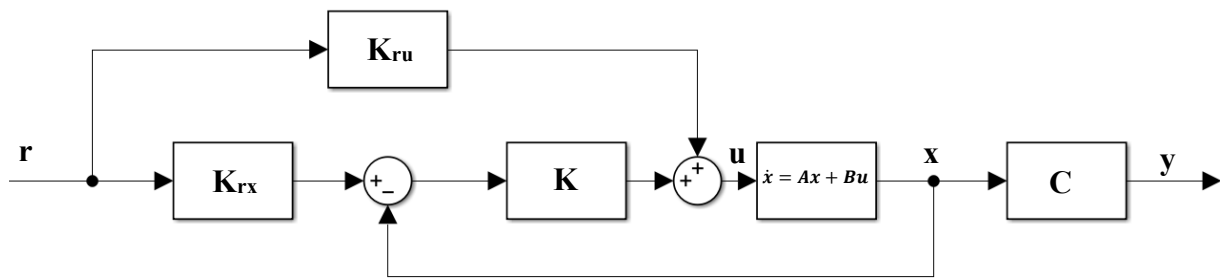 Kru
r
Krx
+
−
K
+
+
u
ẋ = Ax + Bu
x
C
y